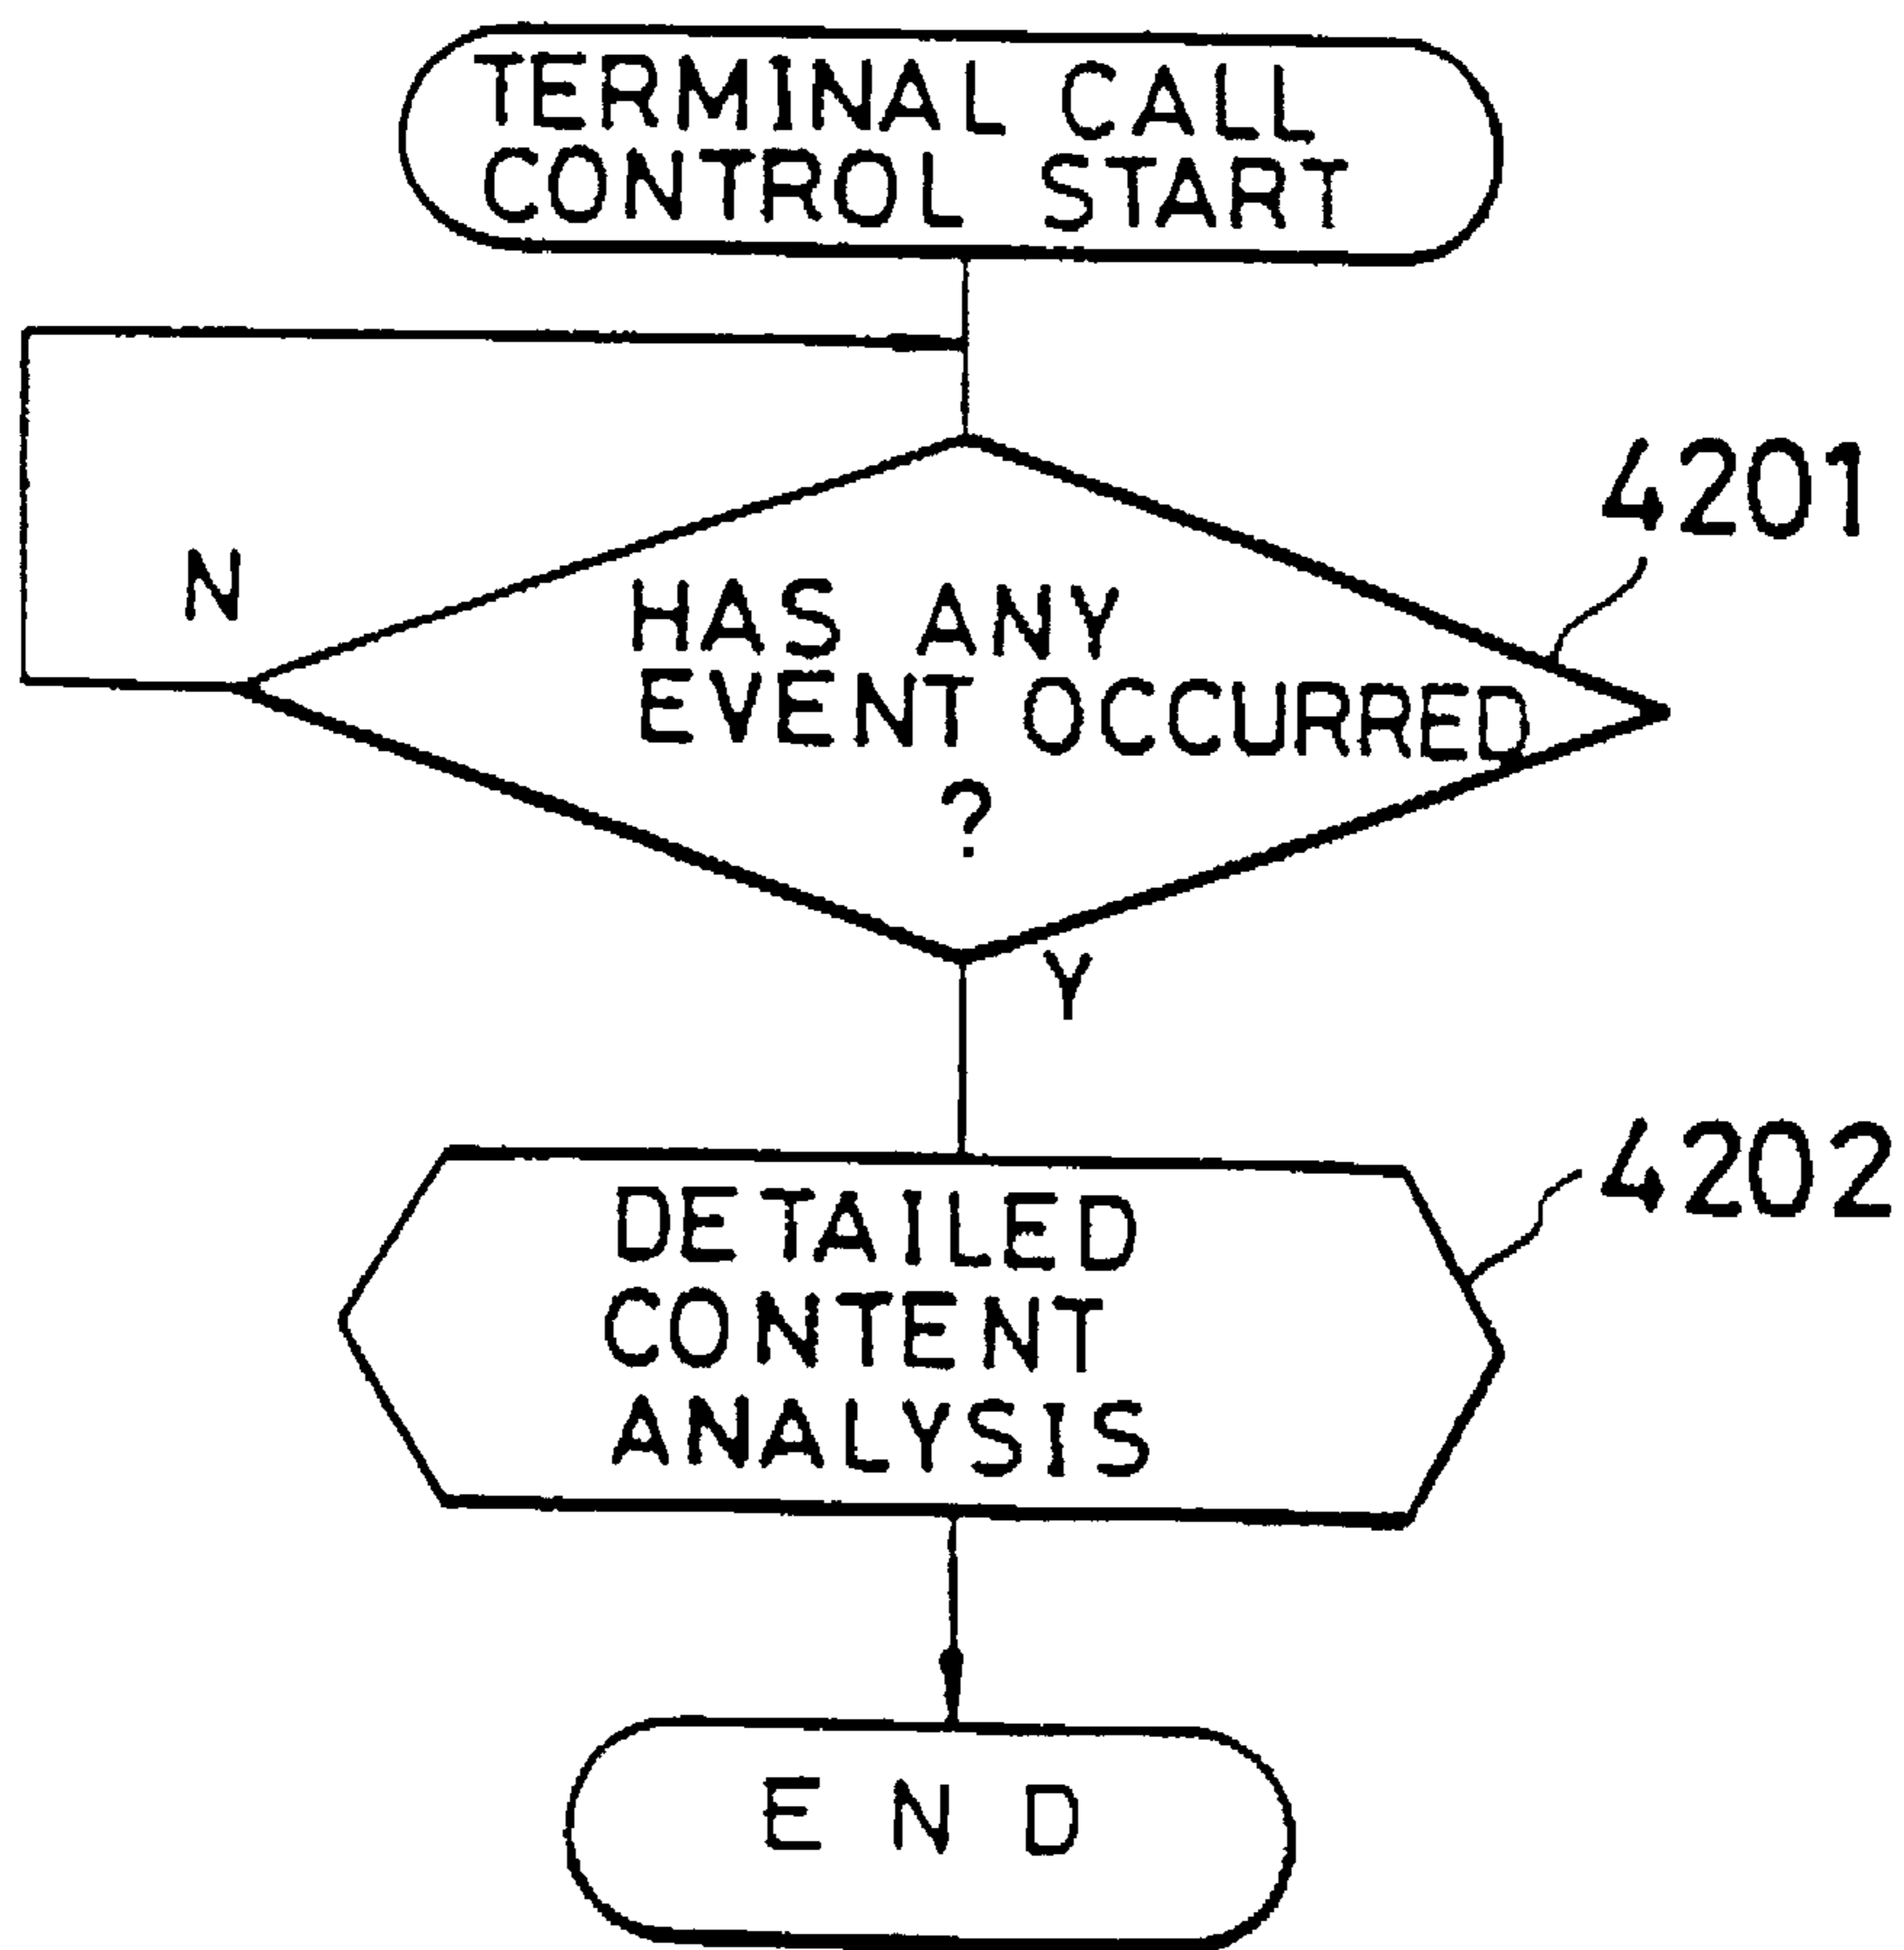 TERMINAL CALL
CONTROL START
4201
N
HAS ANY
EVENT OCCURRED
?
Y
4202
DETAILED
CONTENT
ANALYSIS
END